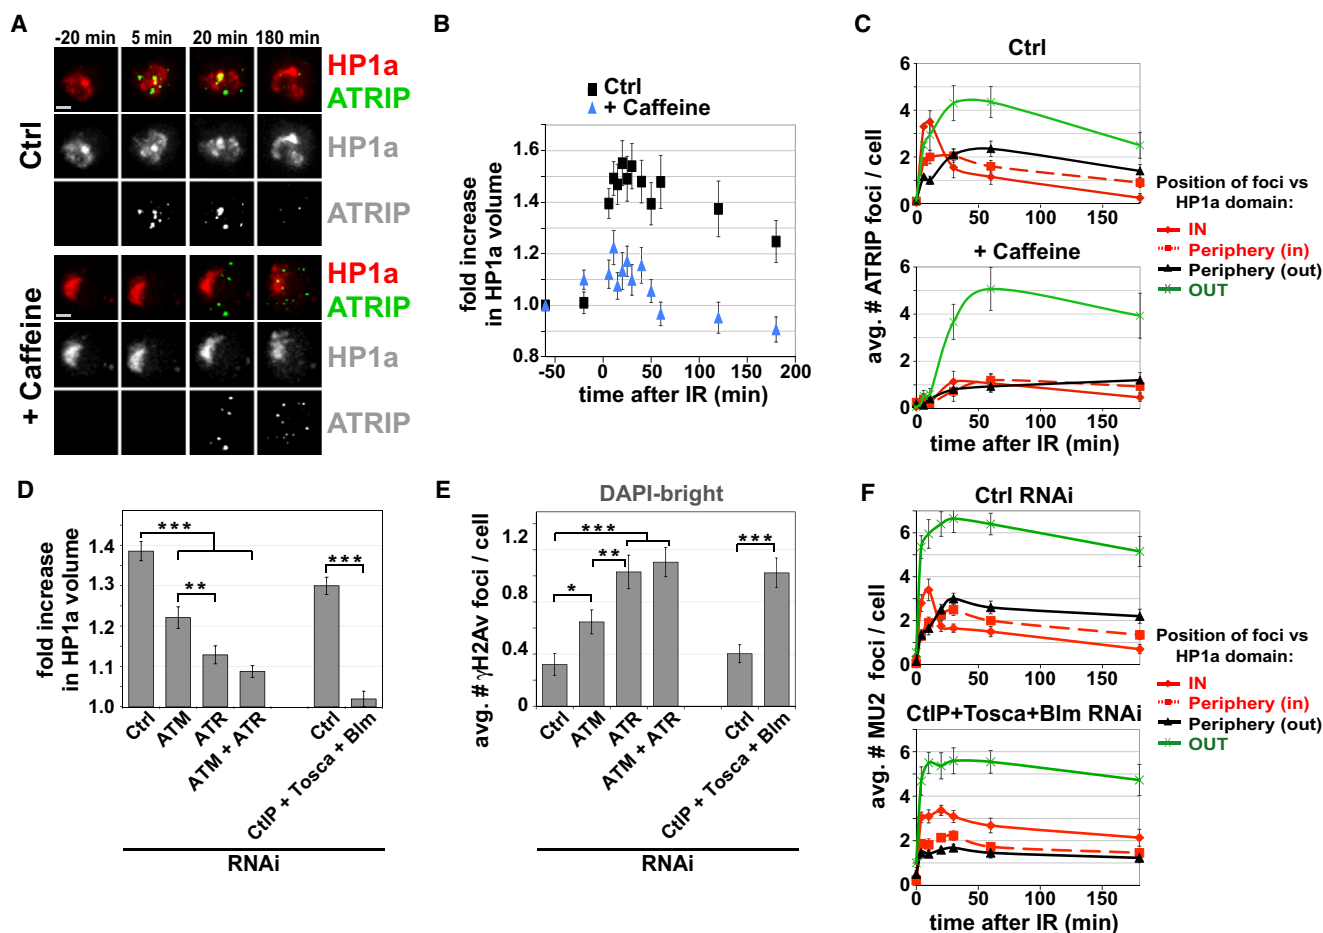 A
-20 min 5 min 20 min 180 min
Ctrl
HP1a
ATRIP
HP1a
ATRIP
+ Caffeine
HP1a
ATRIP
HP1a
ATRIP
B
Ctrl
+ Caffeine
fold increase
in HP1a volume
1.6
1.4
1.2
1.0
0.8
-50 0 50 100 150 200
time after IR (min)
C
Ctrl
avg. # ATRIP foci / cell
6
4
2
0
0 50 100 150
+ Caffeine
6
4
2
0
0 50 100 150
time after IR (min)
Position of foci vs
HP1a domain:
IN
Periphery (in)
Periphery (out)
OUT
D
fold increase
in HP1a volume
1.4
1.3
1.2
1.1
1.0
***
**
***
Ctrl
ATM
ATR
ATM + ATR
Ctrl
CtIP + Tosca + Blm
RNAi
E
DAPI-bright
avg. # γH2Av foci / cell
1.2
0.8
0.4
0
***
**
*
***
Ctrl
ATM
ATR
ATM + ATR
Ctrl
CtIP + Tosca + Blm
RNAi
F
Ctrl RNAi
avg. # MU2 foci / cell
6
4
2
0
0 50 100 150
CtIP+Tosca+Blm RNAi
6
4
2
0
0 50 100 150
time after IR (min)
Position of foci vs
HP1a domain:
IN
Periphery (in)
Periphery (out)
OUT